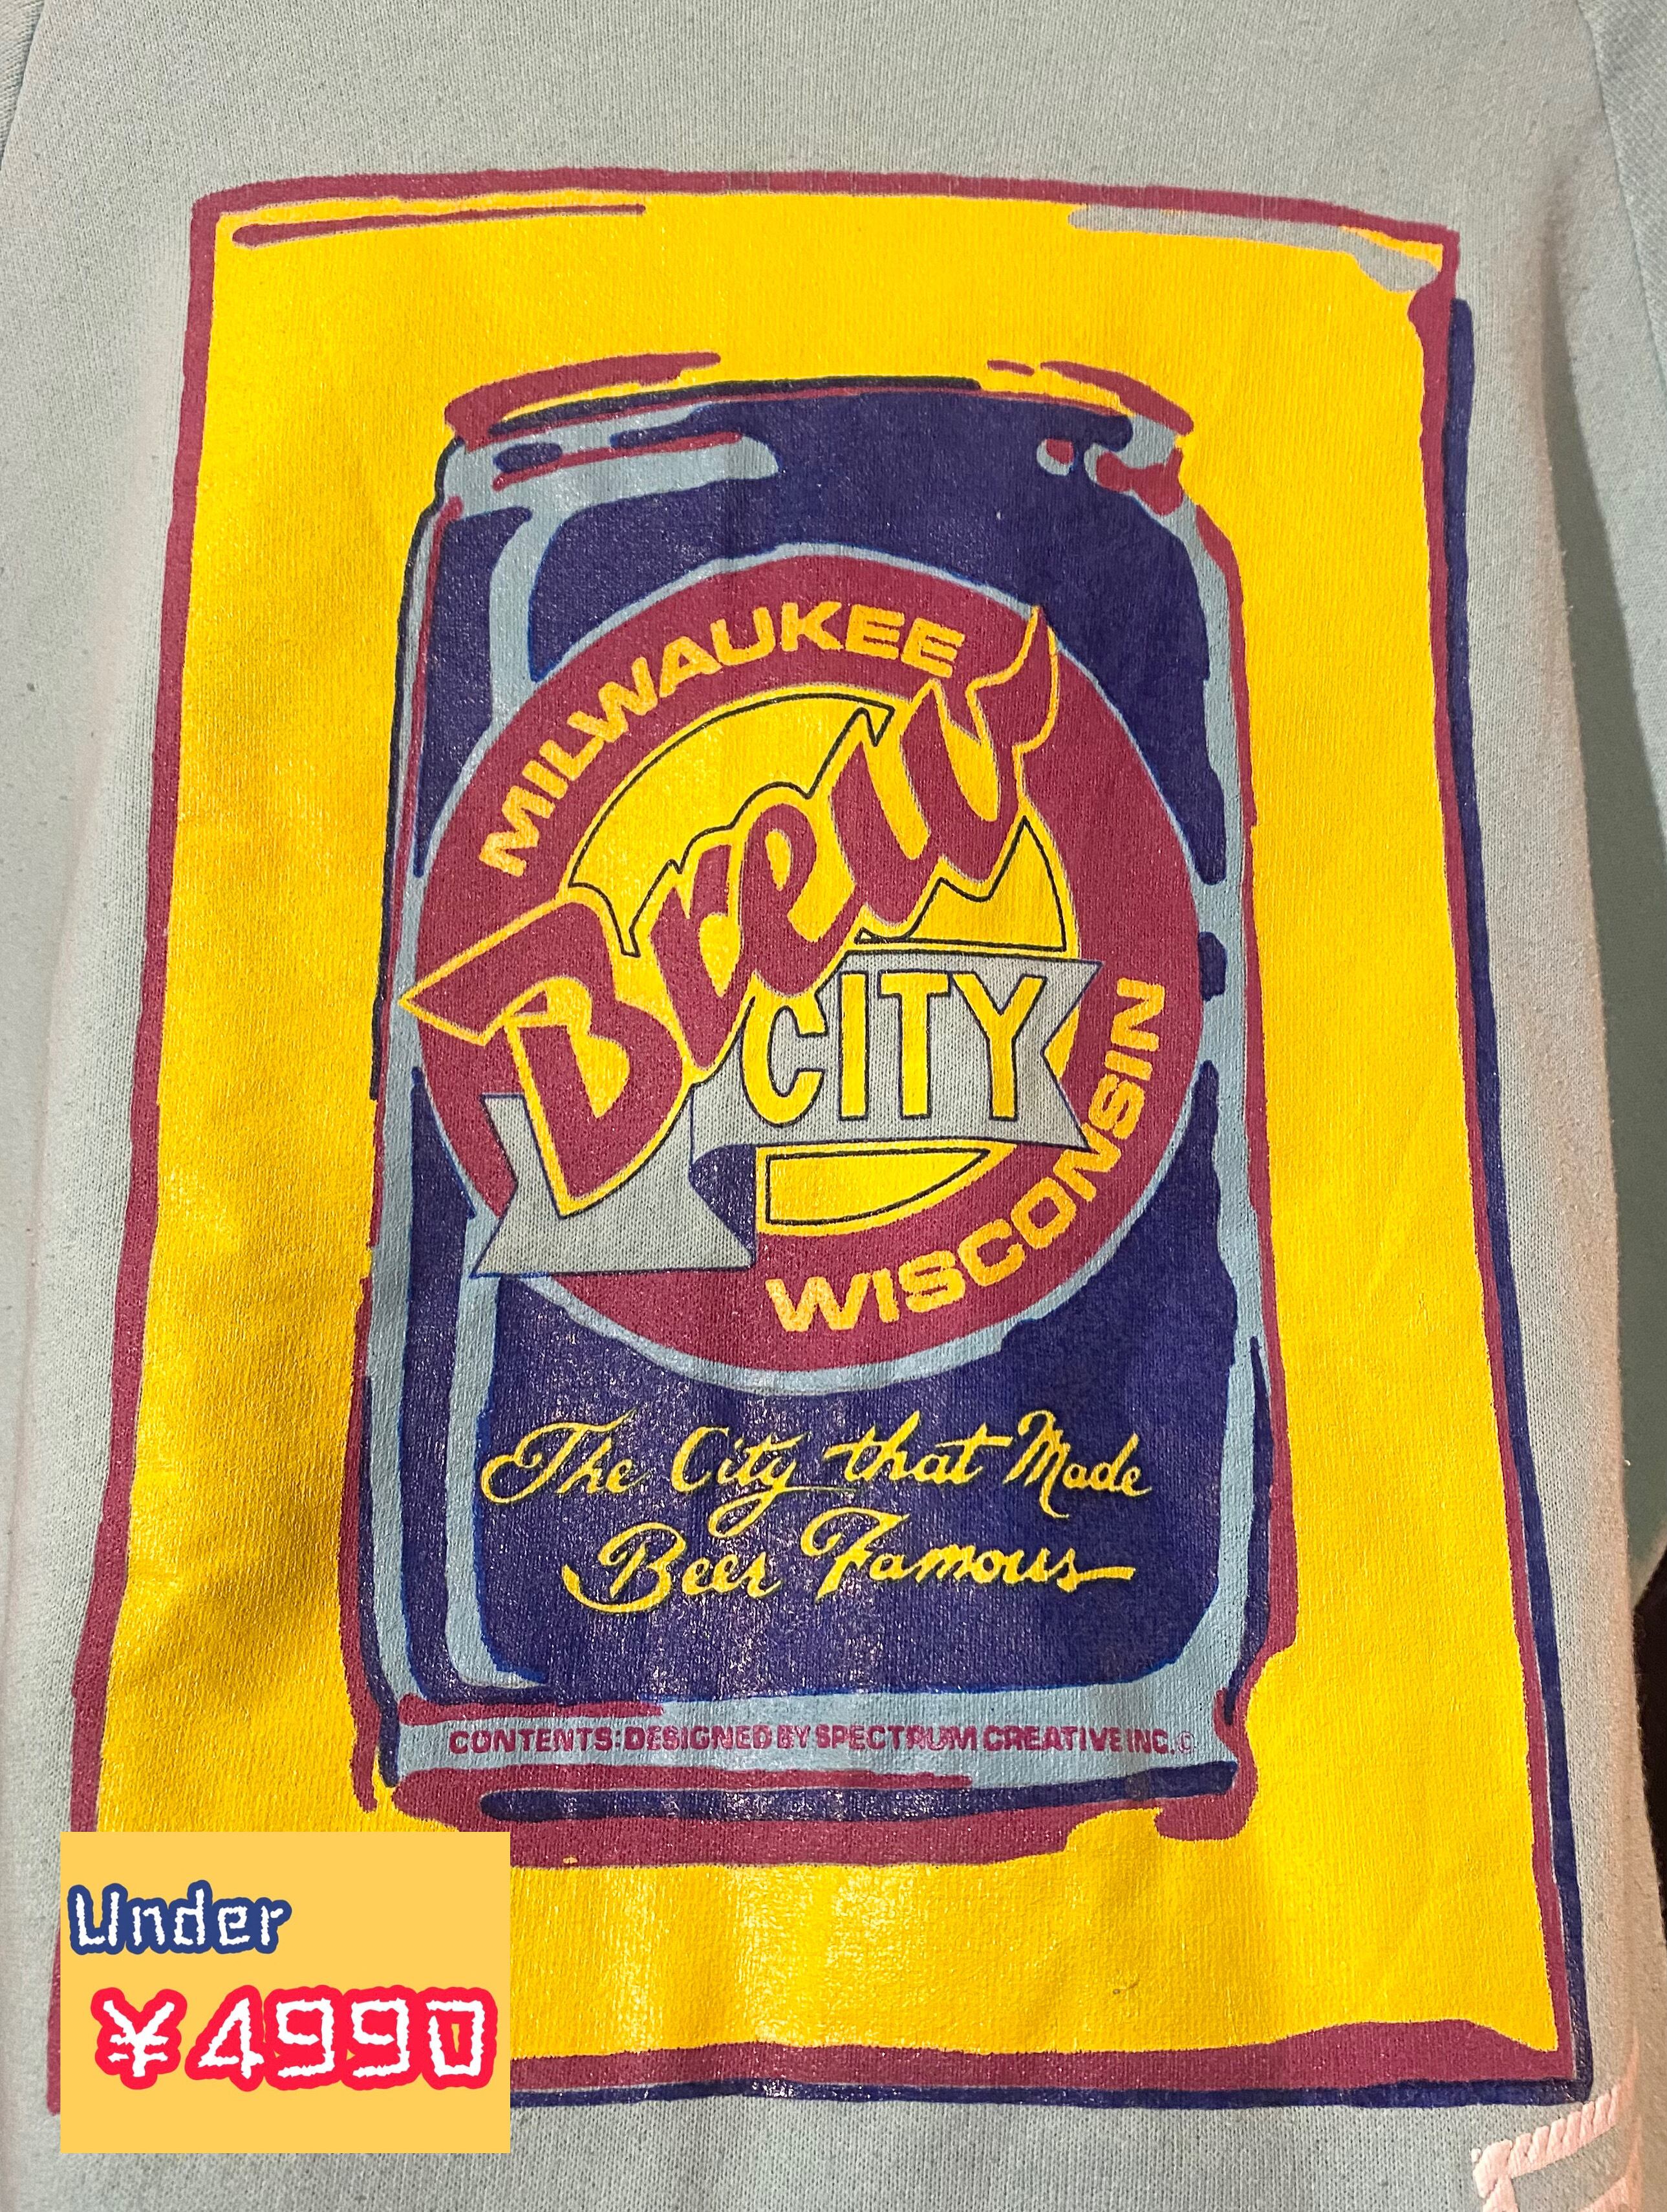 MILWAUKEE
Brew
CITY
WISCONSIN
The City that Made
Beer Famous
CONTENTS: DESIGNED BY SPECTRUM CREATIVE INC.©
Under
¥4990